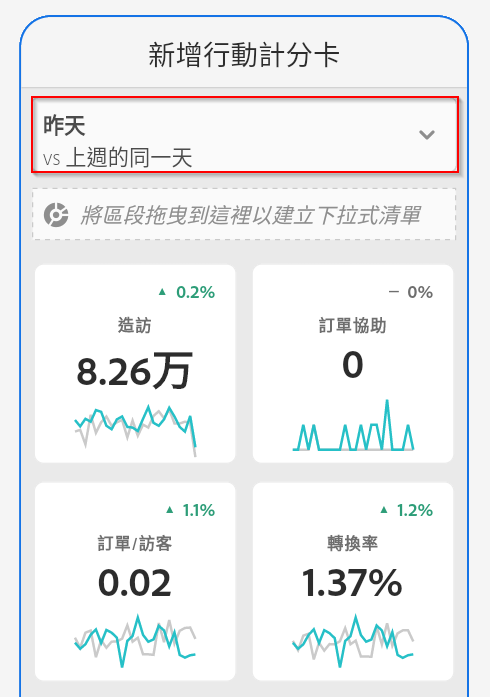 新增行動計分卡
昨天
vs 上週的同一天
將區段拖曳到這裡以建立下拉式清單
▲ 0.2%
造訪
8.26万
– 0%
訂單協助
0
▲ 1.1%
訂單/訪客
0.02
▲ 1.2%
轉換率
1.37%